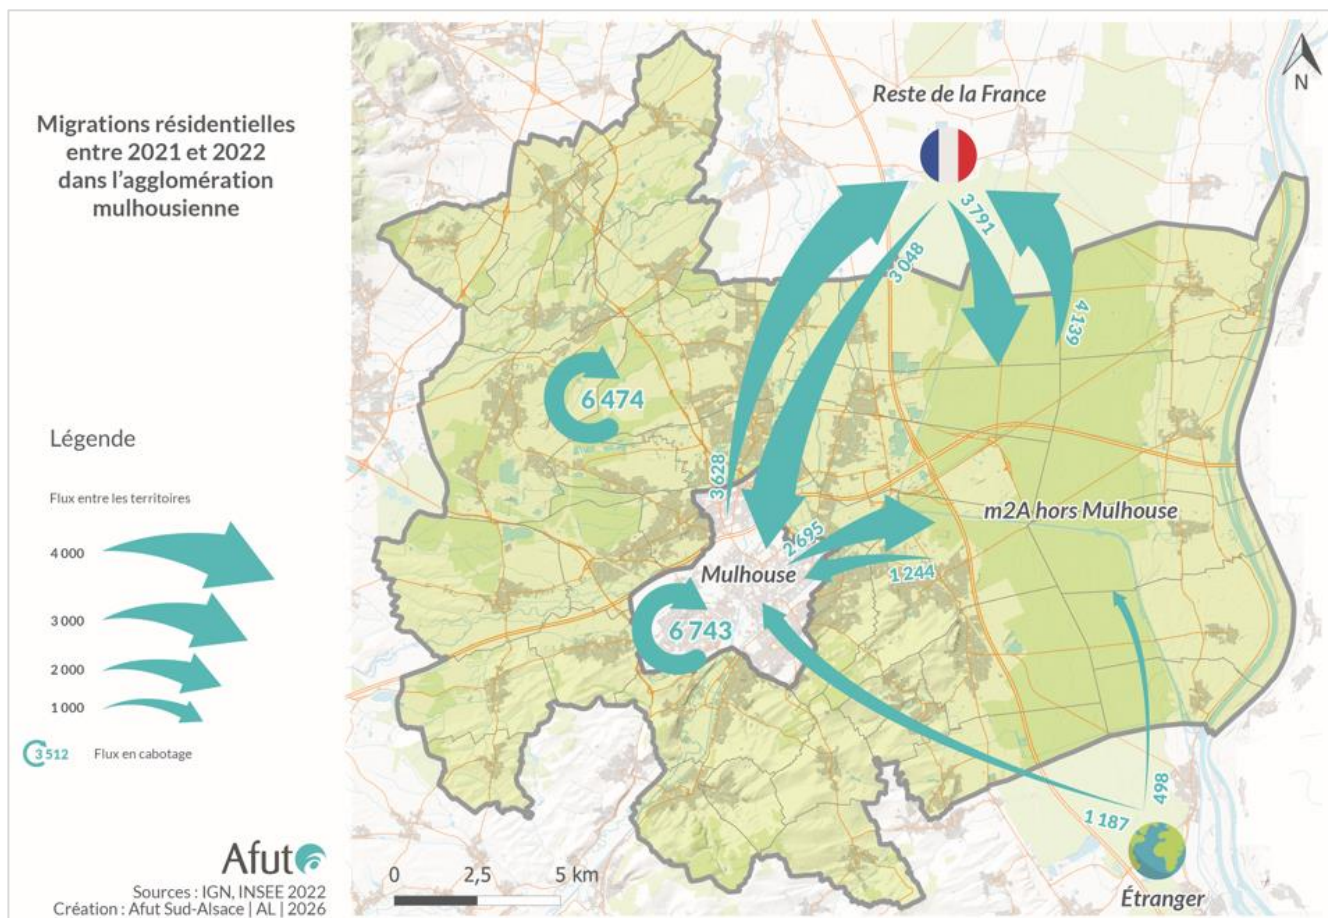 Migrations résidentielles
entre 2021 et 2022
dans l’agglomération
mulhousienne
Légende
Flux entre les territoires
4 000
3 000
2 000
1 000
3 512
Flux en cabotage
Afut
Sources : IGN, INSEE 2022
Création : Afut Sud-Alsace | AL | 2026
Reste de la France
N
3 791
3 048
4 139
6 474
3 628
2 695
m2A hors Mulhouse
Mulhouse
1 244
6 743
498
1 187
Étranger
0
2,5
5 km